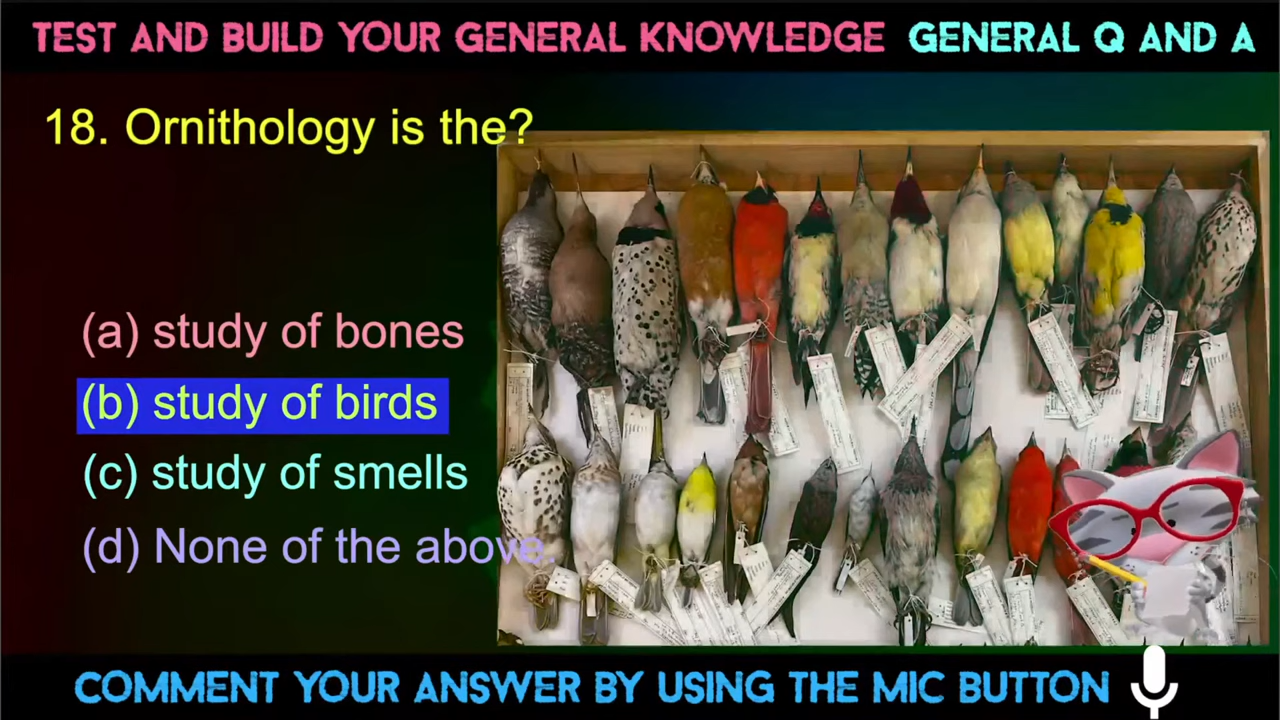 TEST AND BUILD YOUR GENERAL KNOWLEDGE GENERAL Q AND A
18. Ornithology is the?
(a) study of bones
(b) study of birds
(c) study of smells
(d) None of the above.
COMMENT YOUR ANSWER BY USING THE MIC BUTTON